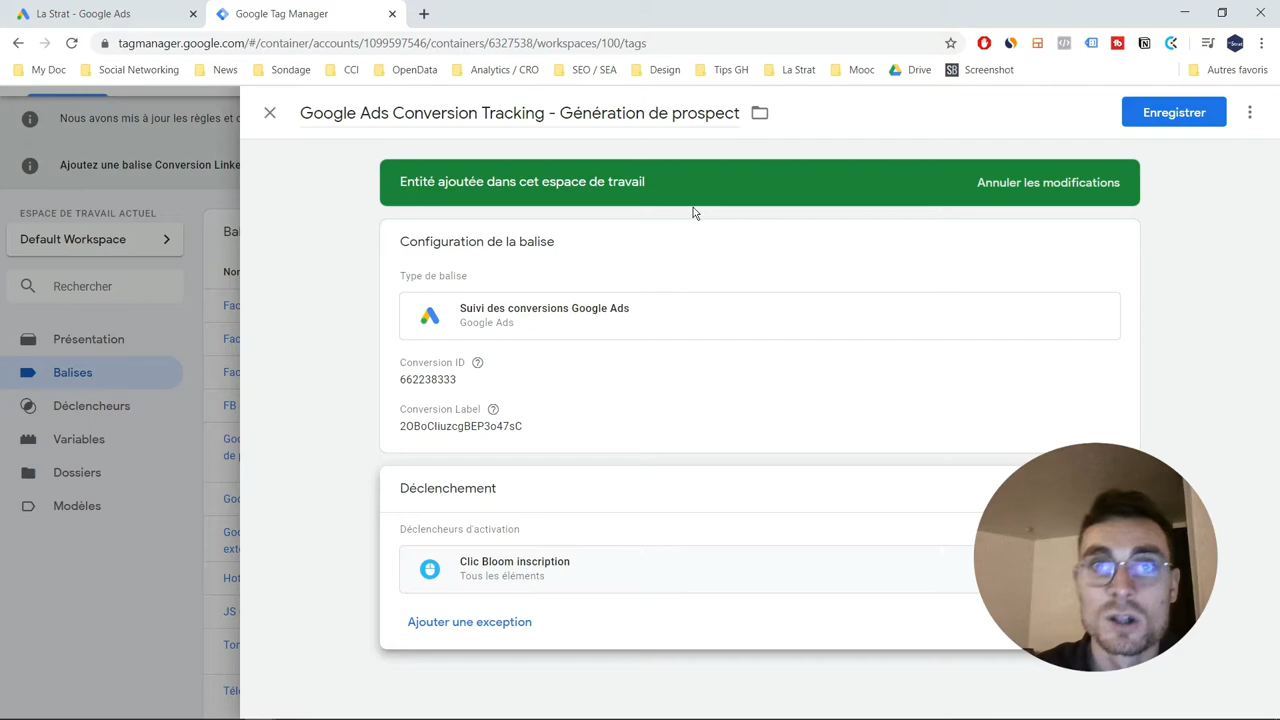 La Strat - Google Ads
Google Tag Manager
tagmanager.google.com/#/container/accounts/1099597546/containers/6327538/workspaces/100/tags
My Doc
Social Networking
News
Sondage
CCI
OpenData
Analytics / CRO
SEO / SEA
Design
Tips GH
La Strat
Mooc
Drive
SB
Screenshot
Autres favoris
Nous avons mis à jour les règles et
Ajoutez une balise Conversion Linke
ESPACE DE TRAVAIL ACTUEL
Default Workspace
Rechercher
Présentation
Balises
Déclencheurs
Variables
Dossiers
Modèles
Google Ads Conversion Tracking - Génération de prospect
Enregistrer
Entité ajoutée dans cet espace de travail
Annuler les modifications
Configuration de la balise
Type de balise
Suivi des conversions Google Ads
Google Ads
Conversion ID
662238333
Conversion Label
Déclenchement
Déclencheurs d'activation
Clic Bloom inscription
Tous les éléments
Ajouter une exception